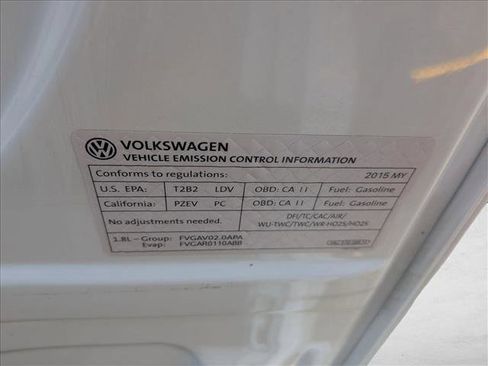 VOLKSWAGEN
VEHICLE EMISSION CONTROL INFORMATION
Conforms to regulations: 2015 MY
U.S. EPA: T2B2 LDV OBD: CA II Fuel: Gasoline
California: PZEV PC OBD: CA II Fuel: Gasoline
No adjustments needed. DFI/TC/CAC/AIR/
WU-TWC/TWC/WR-HO2S/HO2S
1.8L – Group: FVGAV02.0APA
Evap: FVGAR0110ABB